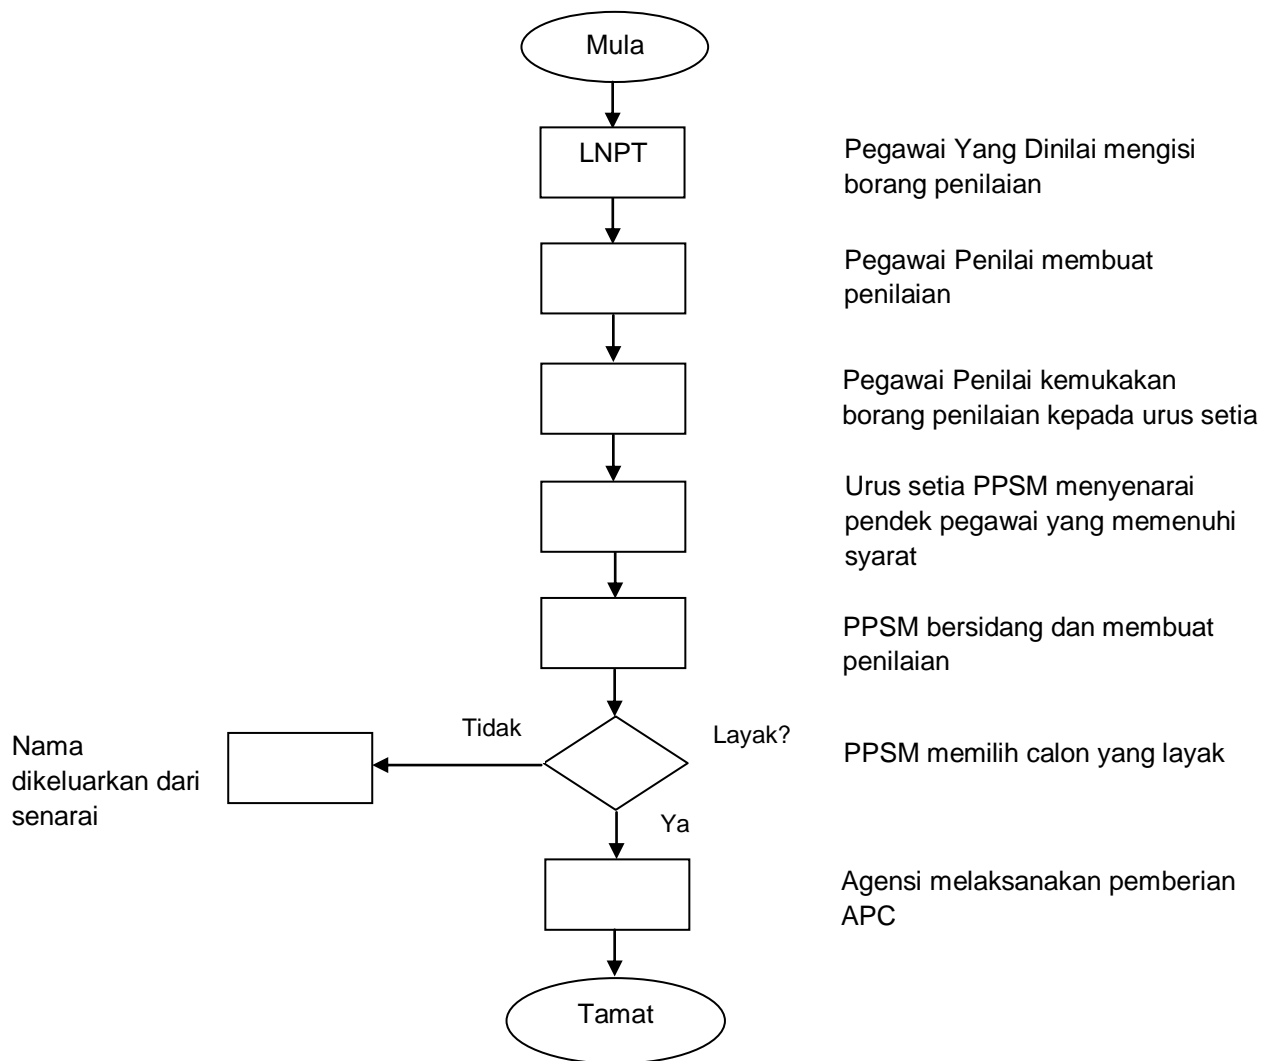 Mula
LNPT
Pegawai Yang Dinilai mengisi
borang penilaian
Pegawai Penilai membuat
penilaian
Pegawai Penilai kemukakan
borang penilaian kepada urus setia
Urus setia PPSM menyenarai
pendek pegawai yang memenuhi
syarat
PPSM bersidang dan membuat
penilaian
Nama
dikeluarkan dari
senarai
Tidak
Layak?
PPSM memilih calon yang layak
Ya
Agensi melaksanakan pemberian
APC
Tamat